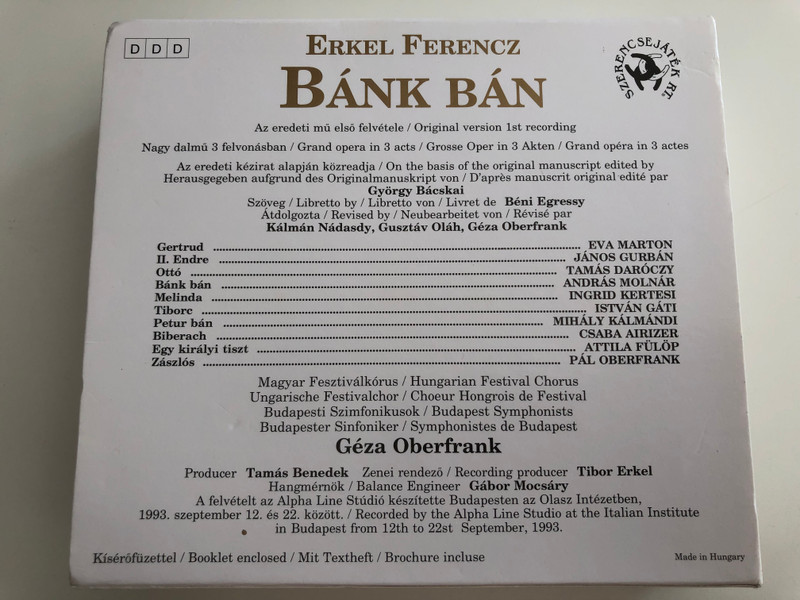 D D D
ERKEL FERENCZ
SZERENCSEJÁTÉK RT.
BÁNK BÁN
Az eredeti mű első felvétele / Original version 1st recording
Nagy dalmű 3 felvonásban / Grand opera in 3 acts / Grosse Oper in 3 Akten / Grand opéra in 3 actes
Az eredeti kézirat alapján közreadja / On the basis of the original manuscript edited by
Herausgegeben aufgrund des Originalmanuskript von / D'après manuscrit original edité par
György Bácskai
Szöveg / Libretto by / Libretto von / Livret de Béni Egressy
Átdolgozta / Revised by / Neubearbeitet von / Révisé par
Kálmán Nádasdy, Gusztáv Oláh, Géza Oberfrank
Gertrud ........ EVA MARTON
II. Endre ........ JÁNOS GURBÁN
Ottó ........ TAMÁS DARÓCZY
Bánk bán ........ ANDRÁS MOLNÁR
Melinda ........ INGRID KERTESI
Tiborc ........ ISTVÁN GÁTI
Petur bán ........ MIHÁLY KÁLMÁNDI
Biberach ........ CSABA AIRIZER
Egy királyi tiszt ........ ATTILA FÜLÖP
Zászlós ........ PÁL OBERFRANK
Magyar Fesztiválkórus / Hungarian Festival Chorus
Ungarische Festivalchor / Choeur Hongrois de Festival
Budapesti Szimfonikusok / Budapest Symphonists
Budapester Sinfoniker / Symphonistes de Budapest
Géza Oberfrank
Producer Tamás Benedek Zenei rendező / Recording producer Tibor Erkel
Hangmérnök / Balance Engineer Gábor Mocsáry
A felvételt az Alpha Line Stúdió készítette Budapesten az Olasz Intézetben,
1993. szeptember 12. és 22. között. / Recorded by the Alpha Line Studio at the Italian Institute
in Budapest from 12th to 22st September, 1993.
Kísérőfüzettel / Booklet enclosed / Mit Textheft / Brochure incluse
Made in Hungary